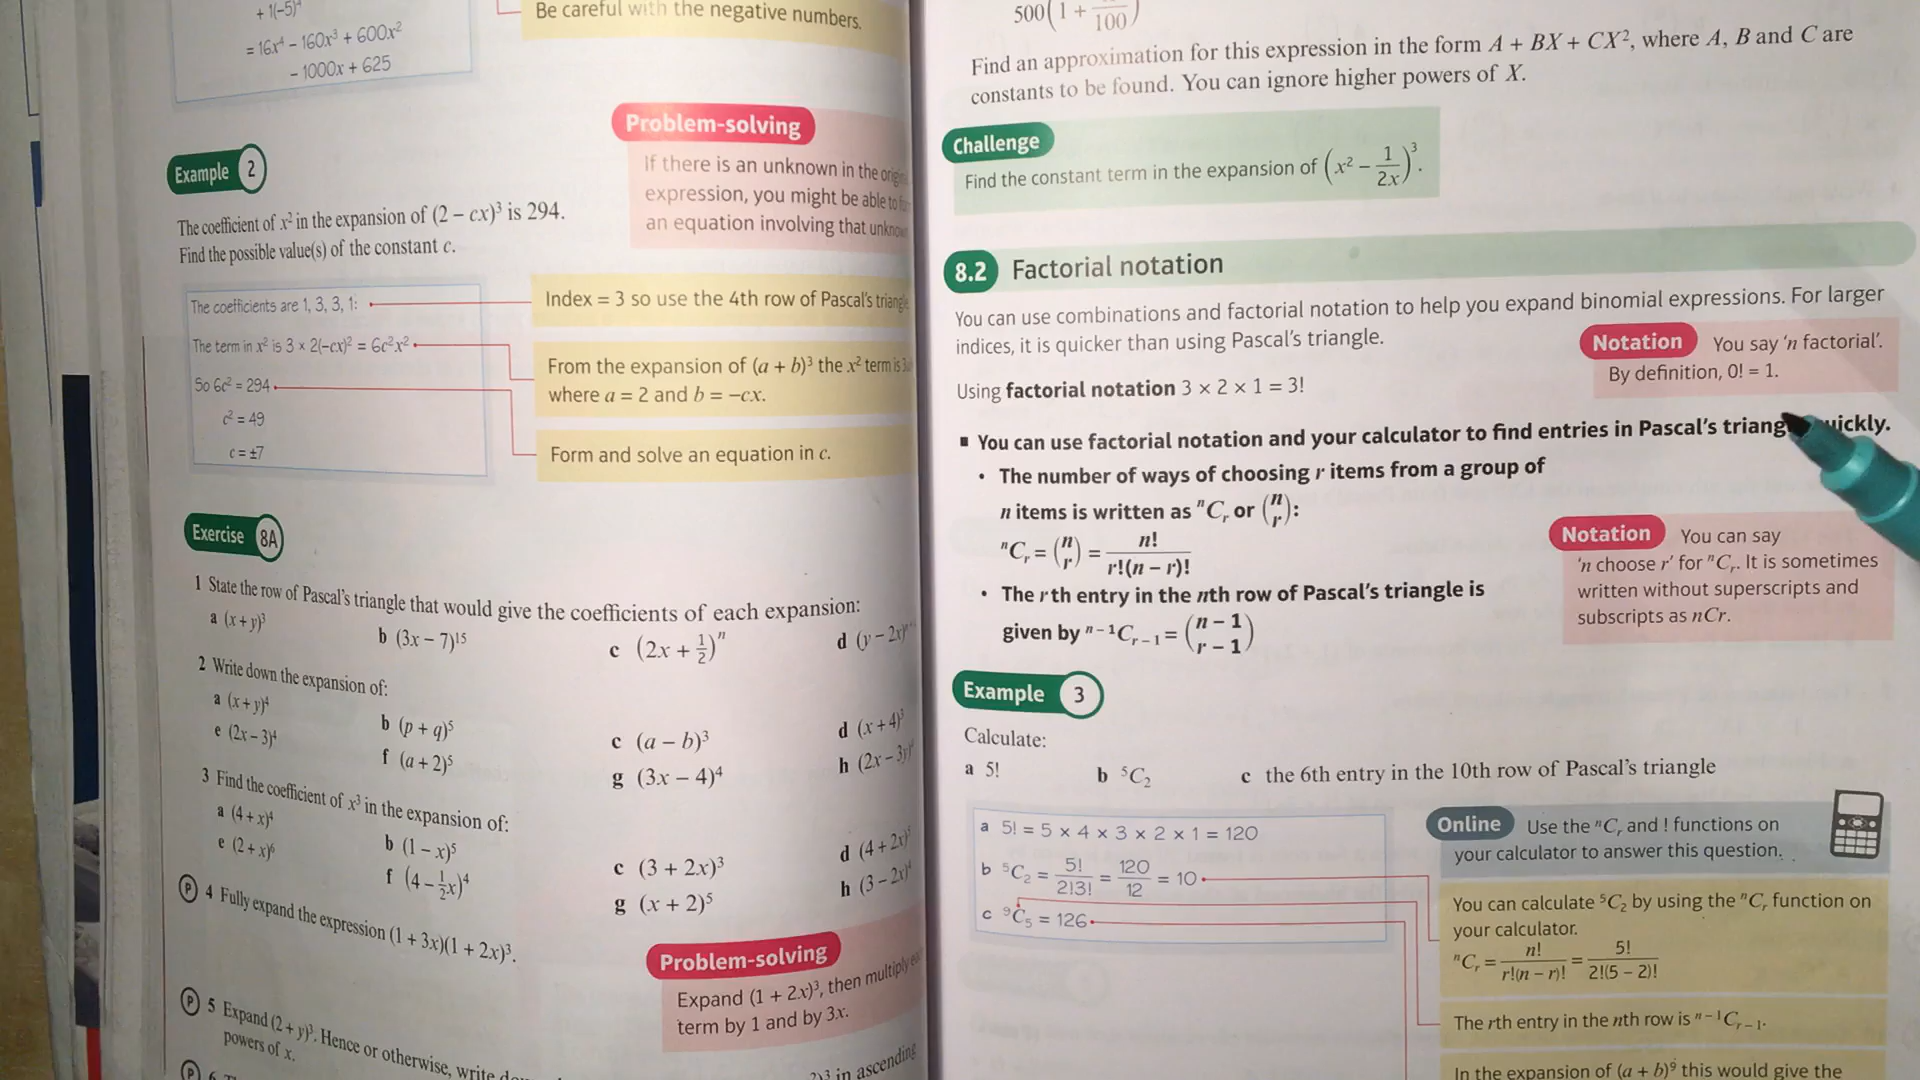 + 1(−5)⁴
= 16x⁴ − 160x³ + 600x²
− 1000x + 625
Be careful with the negative numbers.
Problem-solving
If there is an unknown in the
expression, you might be able to
an equation involving that
Example 2
The coefficient of x² in the expansion of (2 − cx)³ is 294.
Find the possible value(s) of the constant c.
The coefficients are 1, 3, 3, 1:
Index = 3 so use the 4th row of Pascal's
The term in x² is 3 × 2(−cx)² = 6c²x²
From the expansion of (a + b)³ the x² term is
where a = 2 and b = −cx.
So 6c² = 294
c² = 49
c = ±7
Form and solve an equation in c.
Exercise 8A
1 State the row of Pascal's triangle that would give the coefficients of each expansion:
a (x + y)³
b (3x − 7)¹⁵
c (2x + 1/2)ⁿ
d (y − 2x)
2 Write down the expansion of:
a (x + y)⁴
b (p + q)⁵
c (a − b)³
d (x + 4)³
e (2x − 3)⁴
f (a + 2)⁵
g (3x − 4)⁴
h (2x − 3y)
3 Find the coefficient of x³ in the expansion of:
a (4 + x)⁴
b (1 − x)⁵
c (3 + 2x)³
d (4 + 2x)
e (2 + x)⁶
f (4 − 1/2x)⁴
g (x + 2)⁵
h (3 − 2x)
P 4 Fully expand the expression (1 + 3x)(1 + 2x)³.
Problem-solving
Expand (1 + 2x)³, then multiply
term by 1 and by 3x.
P 5 Expand (2 + y)³. Hence or otherwise, write
in ascending
powers of x.
P 6
500(1 + /100)
Find an approximation for this expression in the form A + BX + CX², where A, B and C are
constants to be found. You can ignore higher powers of X.
Challenge
Find the constant term in the expansion of (x² − 1/2x)³.
8.2 Factorial notation
You can use combinations and factorial notation to help you expand binomial expressions. For larger
indices, it is quicker than using Pascal's triangle.
Notation You say 'n factorial'.
By definition, 0! = 1.
Using factorial notation 3 × 2 × 1 = 3!
▪ You can use factorial notation and your calculator to find entries in Pascal's
• The number of ways of choosing r items from a group of
n items is written as ⁿCᵣ or (n r):
ⁿCᵣ = (n r) = n!/r!(n − r)!
Notation You can say
'n choose r' for ⁿCᵣ. It is sometimes
written without superscripts and
subscripts as nCr.
• The rth entry in the nth row of Pascal's triangle is
given by ⁿ⁻¹Cᵣ₋₁ = (n − 1 r − 1)
Example 3
Calculate:
a 5!
b ⁵C₂
c the 6th entry in the 10th row of Pascal's triangle
a 5! = 5 × 4 × 3 × 2 × 1 = 120
b ⁵C₂ = 5!/2!3! = 120/12 = 10
c ⁹C₅ = 126
Online Use the ⁿCᵣ and ! functions on
your calculator to answer this question.
You can calculate ⁵C₂ by using the ⁿCᵣ function on
your calculator.
ⁿCᵣ = n!/r!(n − r)! = 5!/2!(5 − 2)!
The rth entry in the nth row is ⁿ⁻¹Cᵣ₋₁.
In the expansion of (a + b)⁹ this would give the